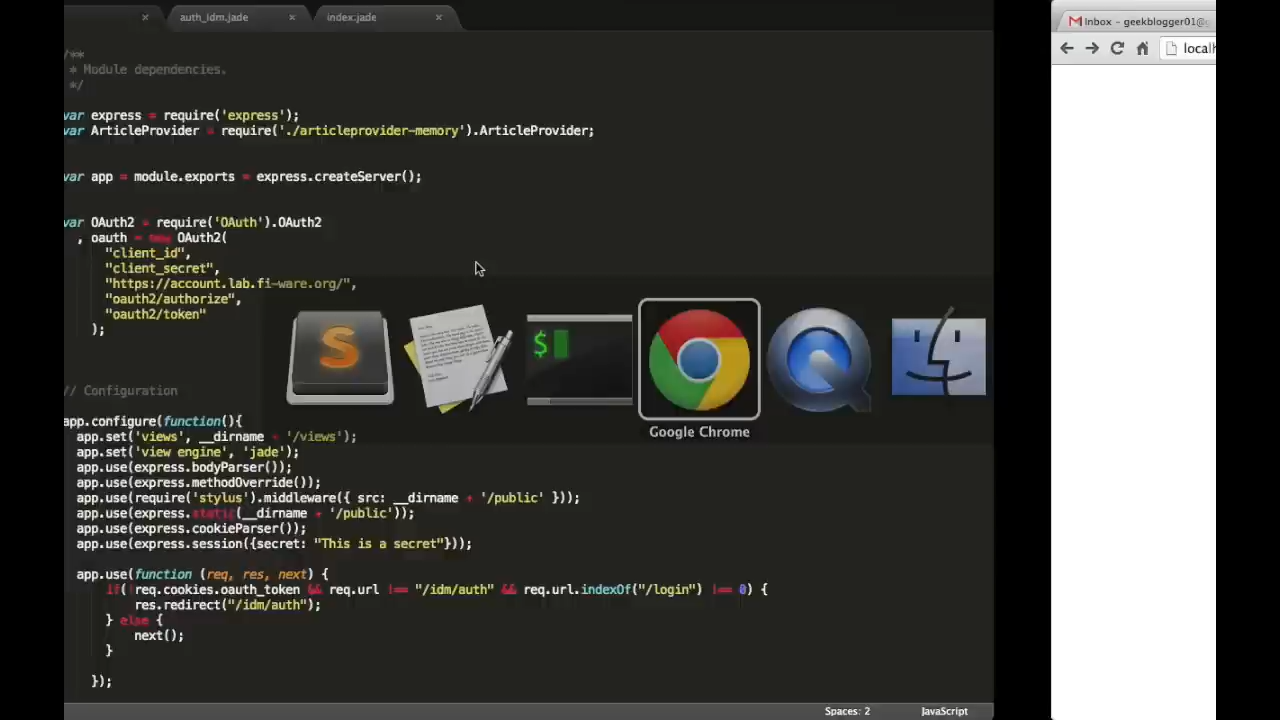 auth_idm.jade
index.jade
Inbox - geekblogger01@g
/**
* Module dependencies.
*/
var express = require('express');
var ArticleProvider = require('./articleprovider-memory').ArticleProvider;
var app = module.exports = express.createServer();
var OAuth2 = require('OAuth').OAuth2
, oauth = new OAuth2(
"client_id",
"client_secret",
"https://account.lab.fi-ware.org/",
"oauth2/authorize",
"oauth2/token"
);
// Configuration
app.configure(function(){
app.set('views', __dirname + '/views');
app.set('view engine', 'jade');
app.use(express.bodyParser());
app.use(express.methodOverride());
app.use(require('stylus').middleware({ src: __dirname + '/public' }));
app.use(express.static(__dirname + '/public'));
app.use(express.cookieParser());
app.use(express.session({secret: "This is a secret"}));
app.use(function (req, res, next) {
if(!req.cookies.oauth_token && req.url !== "/idm/auth" && req.url.indexOf("/login") !== 0) {
res.redirect("/idm/auth");
} else {
next();
}
});
S
$
Google Chrome
localh
Spaces: 2
JavaScript